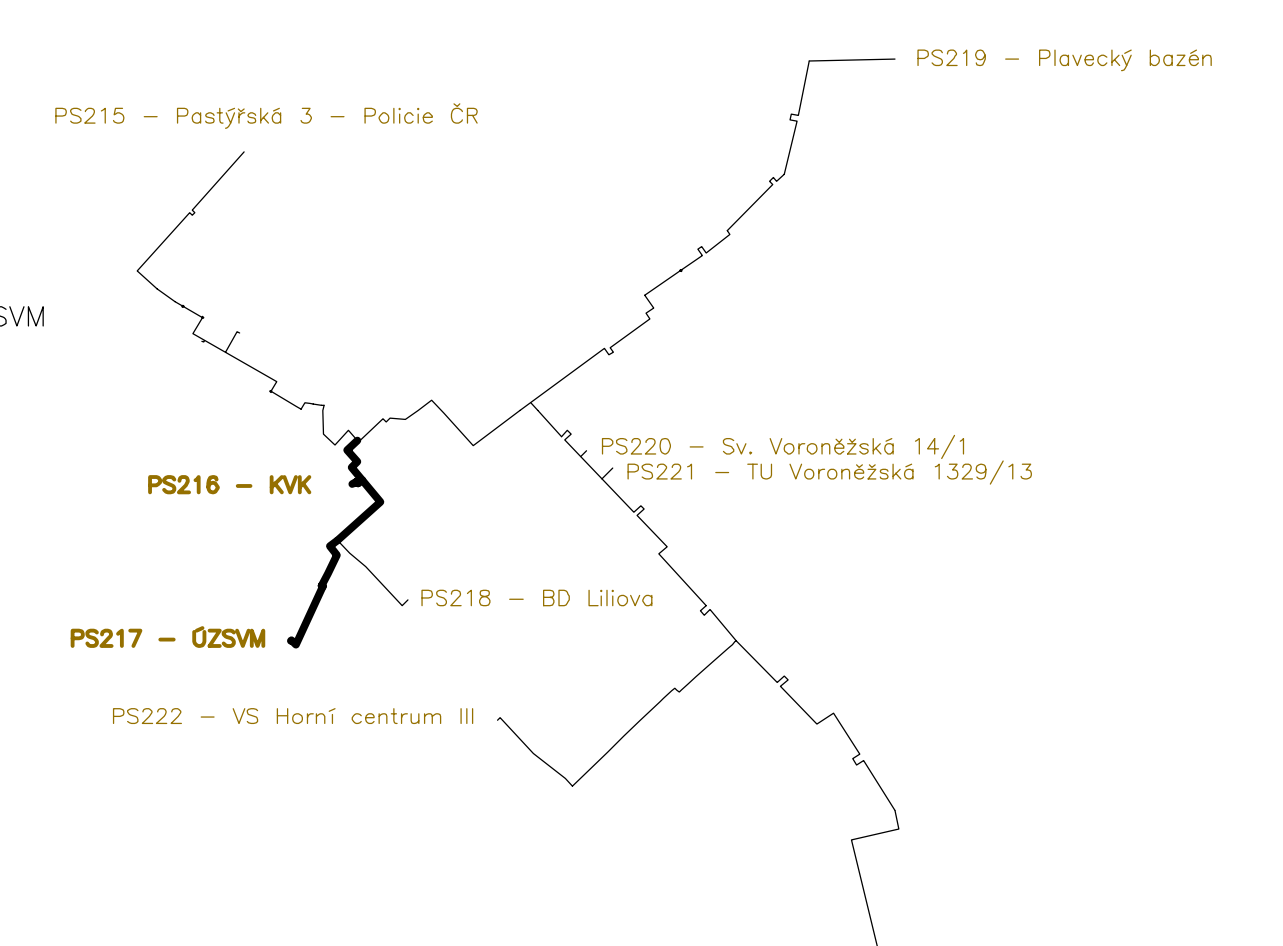 PS219 – Plavecký bazén
PS215 – Pastýřská 3 – Policie ČR
SVM
PS220 – Sv. Voroněžská 14/1
PS221 – TU Voroněžská 1329/13
PS216 – KVK
PS218 – BD Liliova
PS217 – ÚZSVM
PS222 – VS Horní centrum III